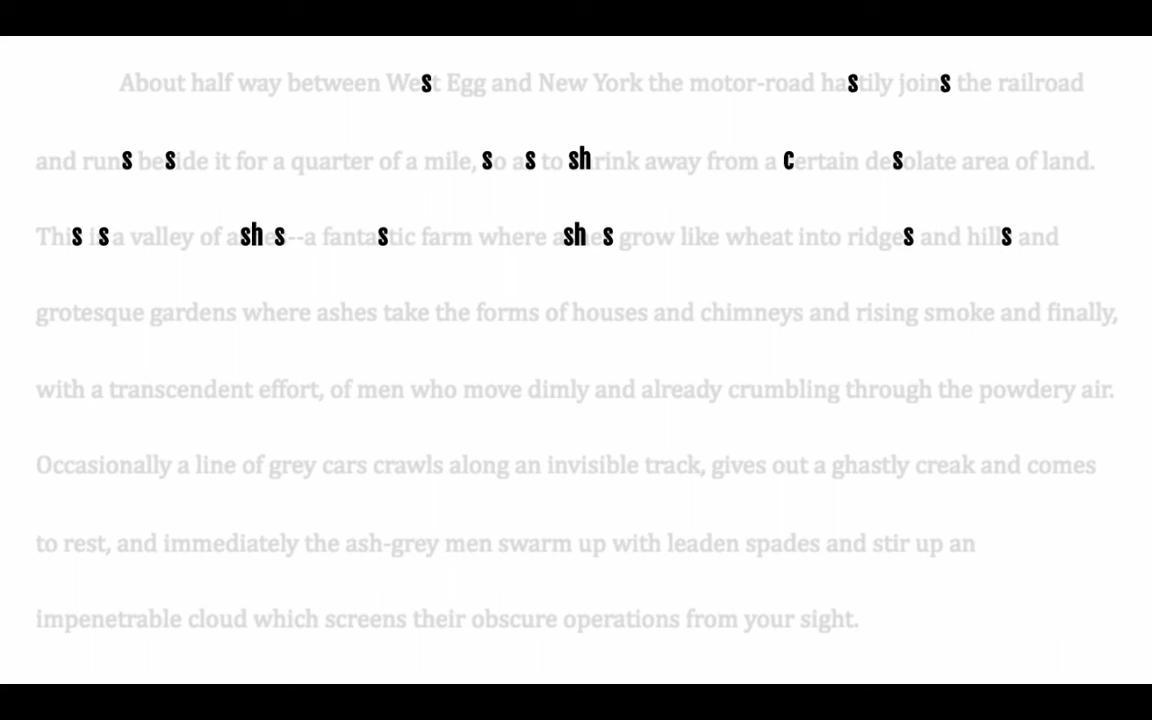 About half way between West Egg and New York the motor-road hastily joins the railroad
and runs beside it for a quarter of a mile, so as to shrink away from a certain desolate area of land.
This is a valley of ashes--a fantastic farm where ashes grow like wheat into ridges and hills and
grotesque gardens where ashes take the forms of houses and chimneys and rising smoke and finally,
with a transcendent effort, of men who move dimly and already crumbling through the powdery air.
Occasionally a line of grey cars crawls along an invisible track, gives out a ghastly creak and comes
to rest, and immediately the ash-grey men swarm up with leaden spades and stir up an
impenetrable cloud which screens their obscure operations from your sight.